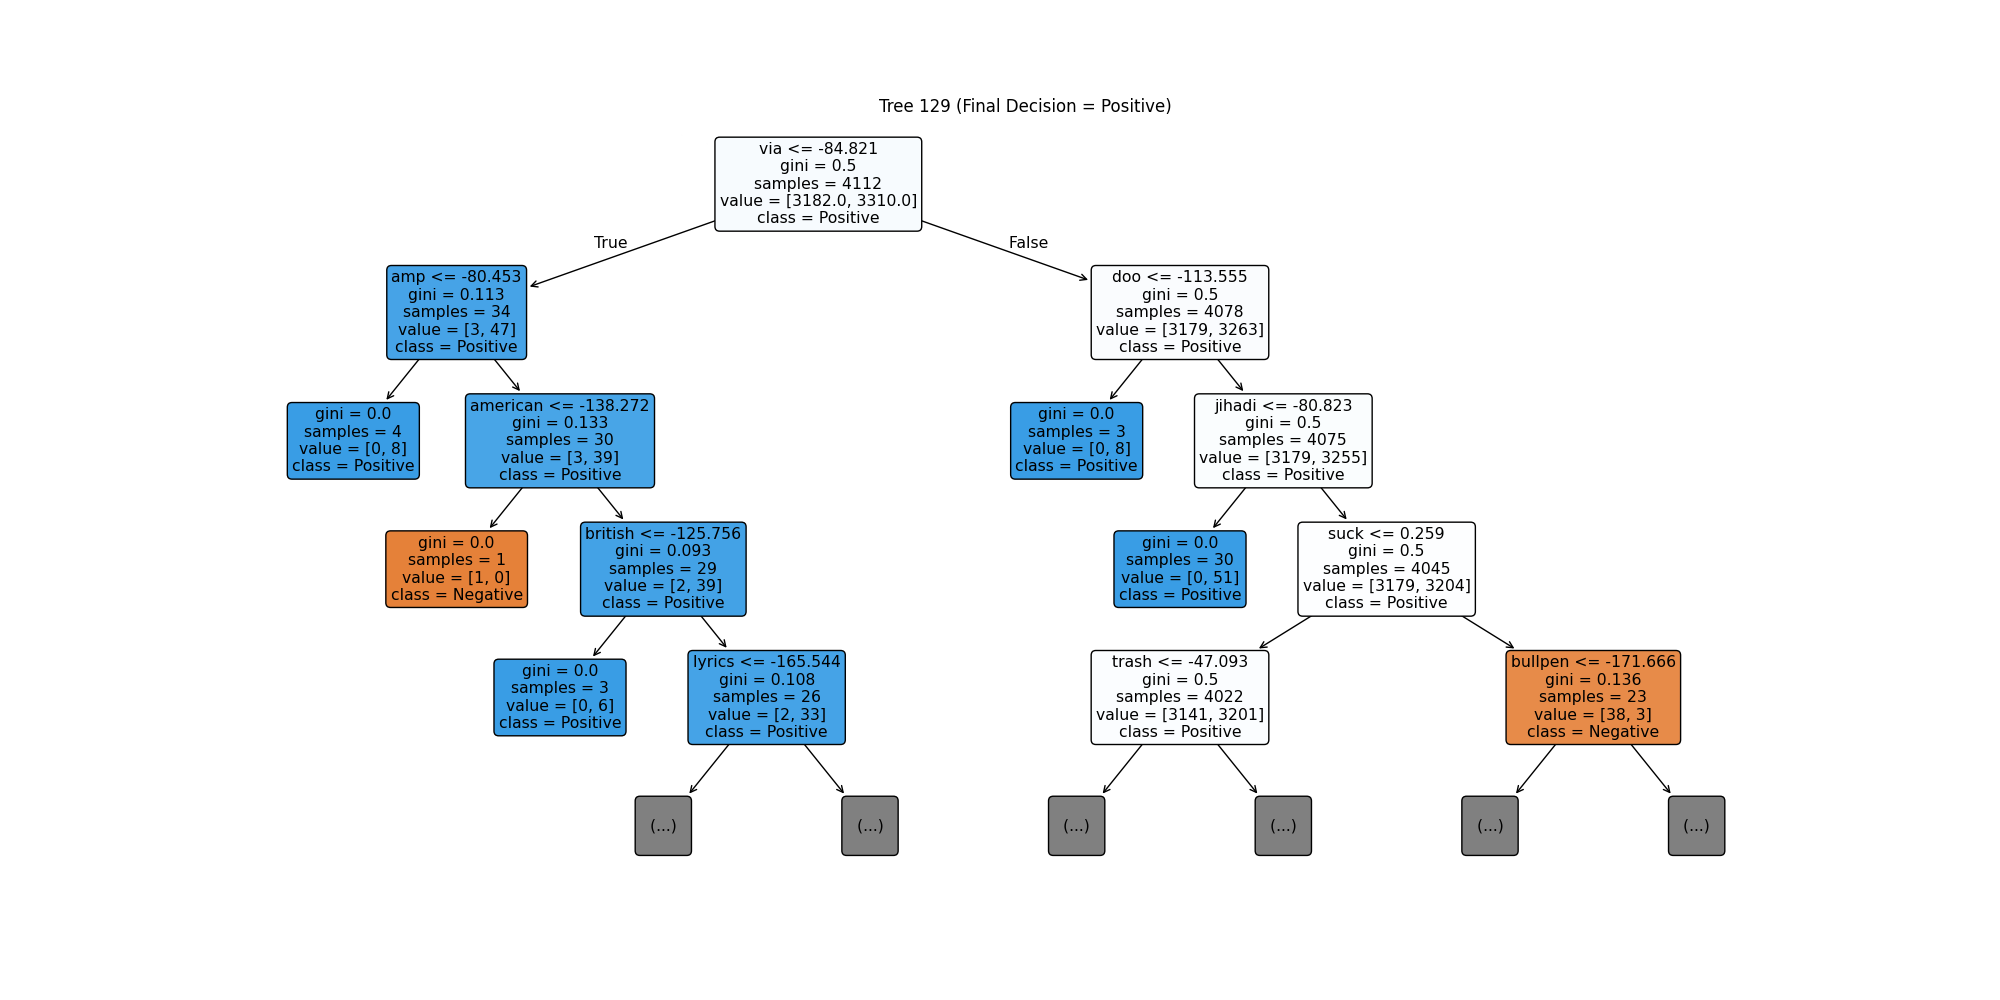 Tree 129 (Final Decision = Positive)
via <= -84.821
gini = 0.5
samples = 4112
value = [3182.0, 3310.0]
class = Positive
True
False
amp <= -80.453
gini = 0.113
samples = 34
value = [3, 47]
class = Positive
doo <= -113.555
gini = 0.5
samples = 4078
value = [3179, 3263]
class = Positive
gini = 0.0
samples = 4
value = [0, 8]
class = Positive
american <= -138.272
gini = 0.133
samples = 30
value = [3, 39]
class = Positive
gini = 0.0
samples = 3
value = [0, 8]
class = Positive
jihadi <= -80.823
gini = 0.5
samples = 4075
value = [3179, 3255]
class = Positive
gini = 0.0
samples = 1
value = [1, 0]
class = Negative
british <= -125.756
gini = 0.093
samples = 29
value = [2, 39]
class = Positive
gini = 0.0
samples = 30
value = [0, 51]
class = Positive
suck <= 0.259
gini = 0.5
samples = 4045
value = [3179, 3204]
class = Positive
gini = 0.0
samples = 3
value = [0, 6]
class = Positive
lyrics <= -165.544
gini = 0.108
samples = 26
value = [2, 33]
class = Positive
trash <= -47.093
gini = 0.5
samples = 4022
value = [3141, 3201]
class = Positive
bullpen <= -171.666
gini = 0.136
samples = 23
value = [38, 3]
class = Negative
(...)
(...)
(...)
(...)
(...)
(...)